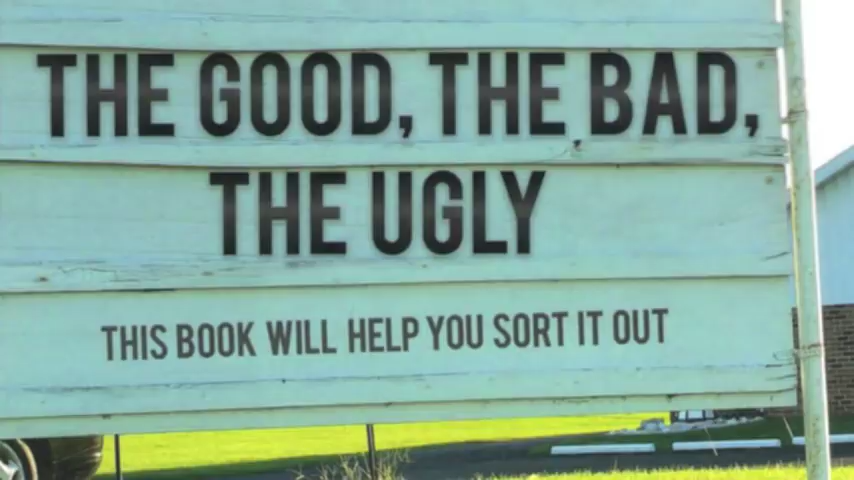 THE GOOD, THE BAD,
THE UGLY
THIS BOOK WILL HELP YOU SORT IT OUT